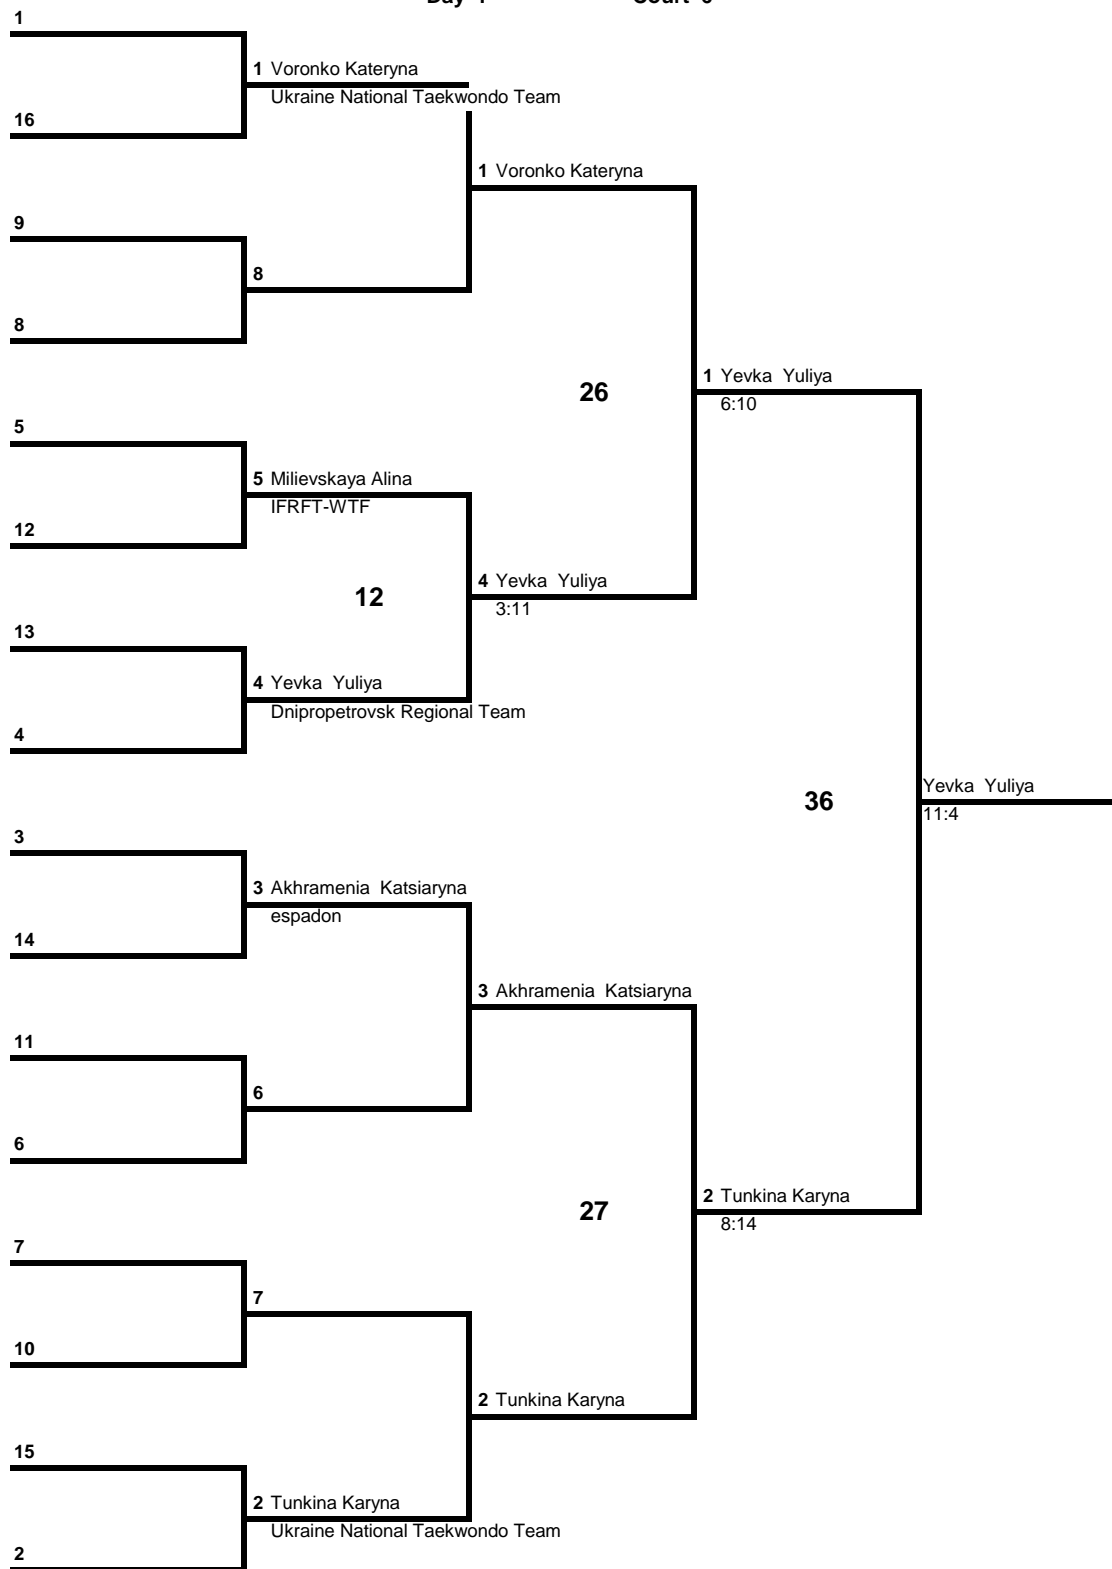 1
1 Voronko Kateryna
Ukraine National Taekwondo Team
16
1 Voronko Kateryna
9
8
8
26
1 Yevka Yuliya
6:10
5
5 Milievskaya Alina
IFRFT-WTF
12
12
4 Yevka Yuliya
3:11
13
4 Yevka Yuliya
Dnipropetrovsk Regional Team
4
36
Yevka Yuliya
11:4
3
3 Akhramenia Katsiaryna
espadon
14
3 Akhramenia Katsiaryna
11
6
6
27
2 Tunkina Karyna
8:14
7
7
10
2 Tunkina Karyna
15
2 Tunkina Karyna
Ukraine National Taekwondo Team
2